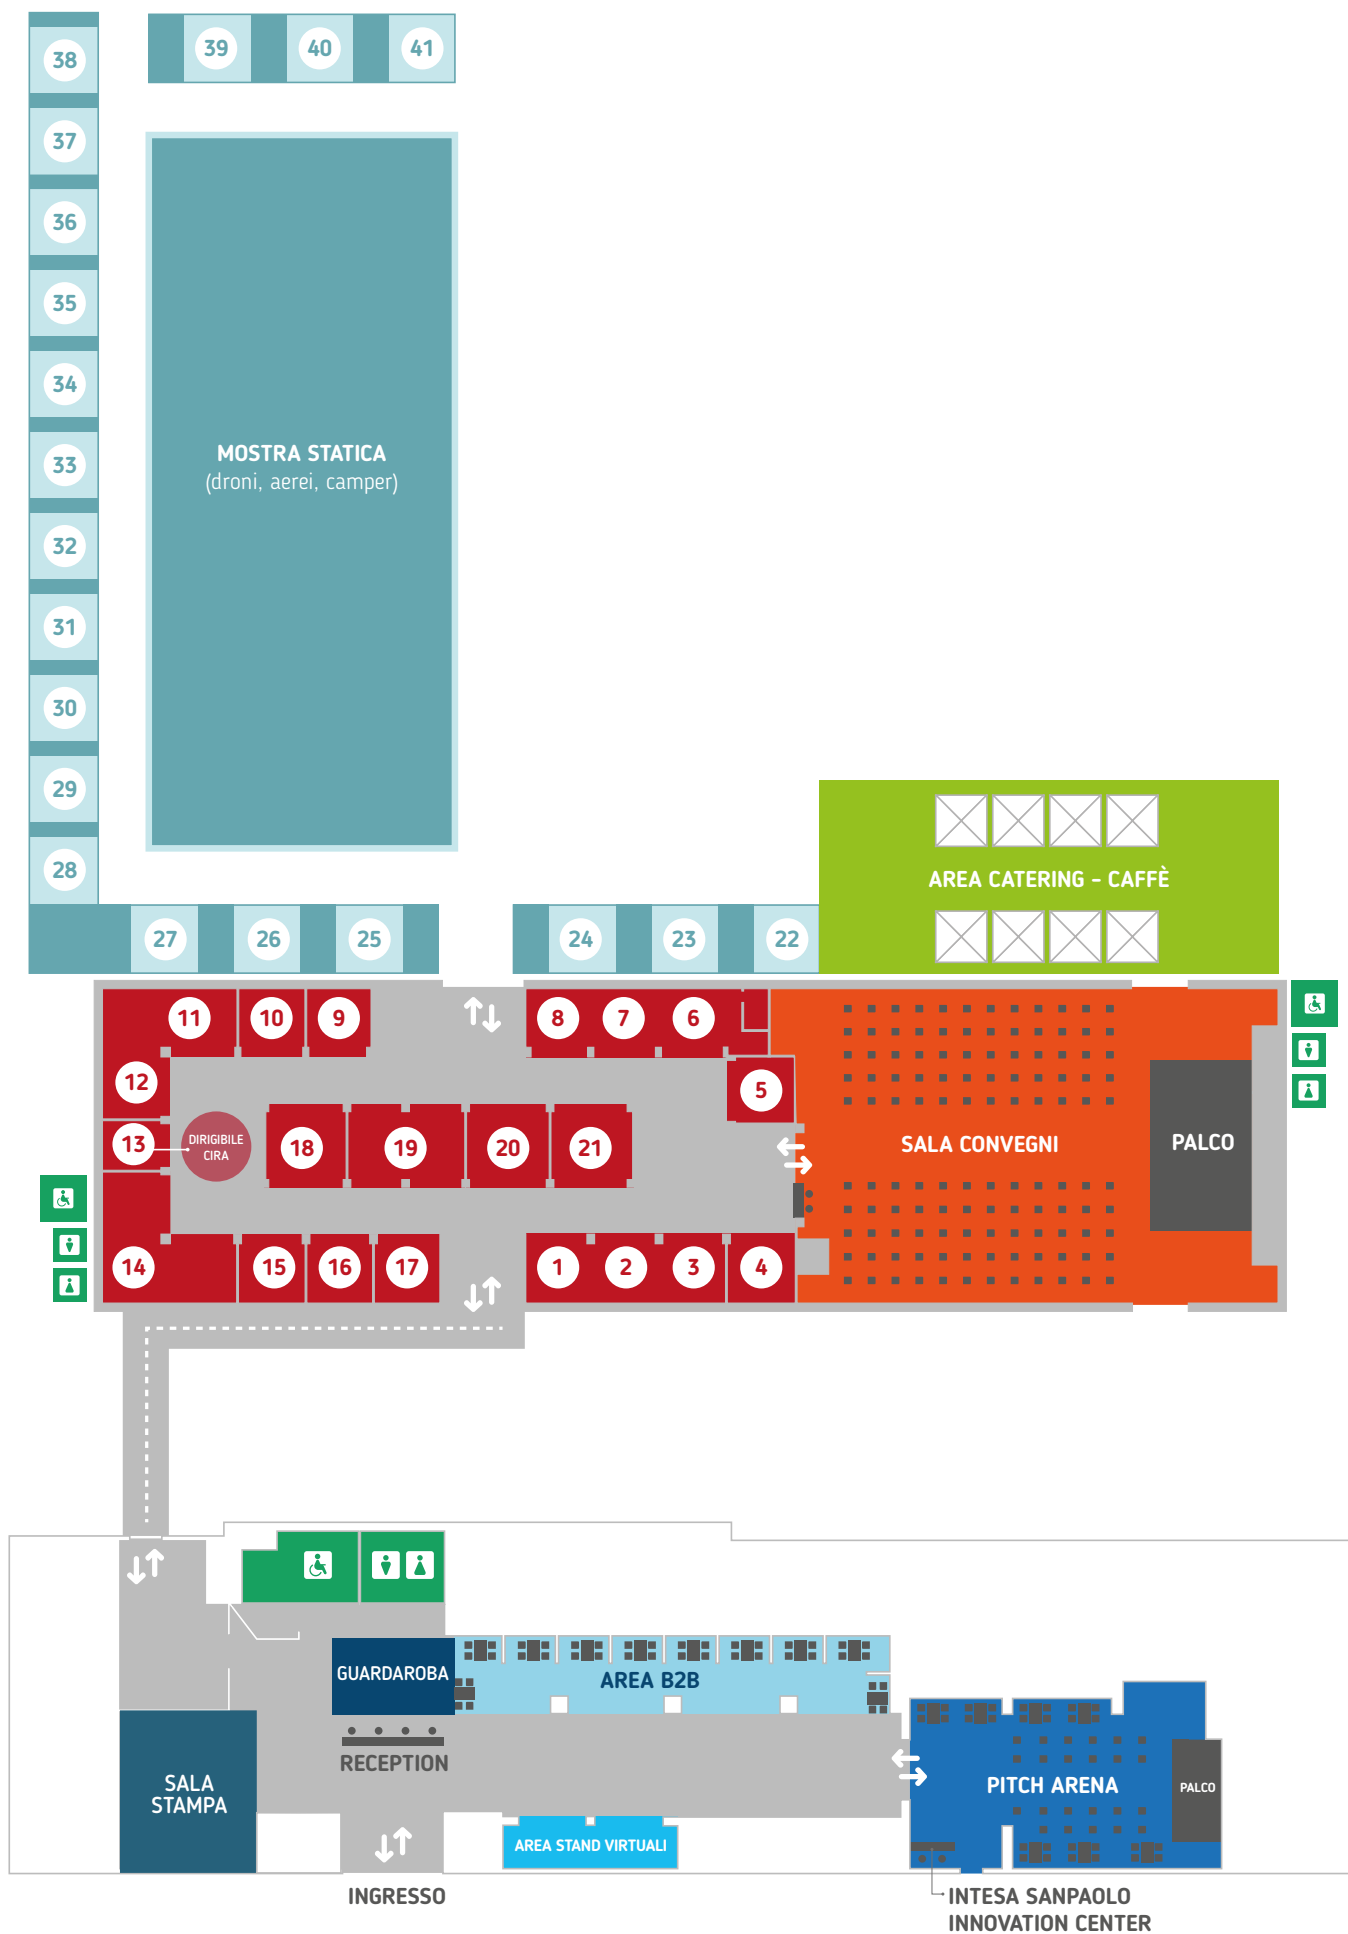 39 40 41
38
37
36
35
34
33
32
31
30
29
28
MOSTRA STATICA
(droni, aerei, camper)
AREA CATERING - CAFFÈ
27 26 25 24 23 22
11 10 9 8 7 6
12
5
13
DIRIGIBILE
CIRA
18 19 20 21
SALA CONVEGNI
PALCO
14 15 16 17 1 2 3 4
GUARDAROBA
AREA B2B
RECEPTION
SALA
STAMPA
PITCH ARENA
PALCO
AREA STAND VIRTUALI
INGRESSO
INTESA SANPAOLO
INNOVATION CENTER